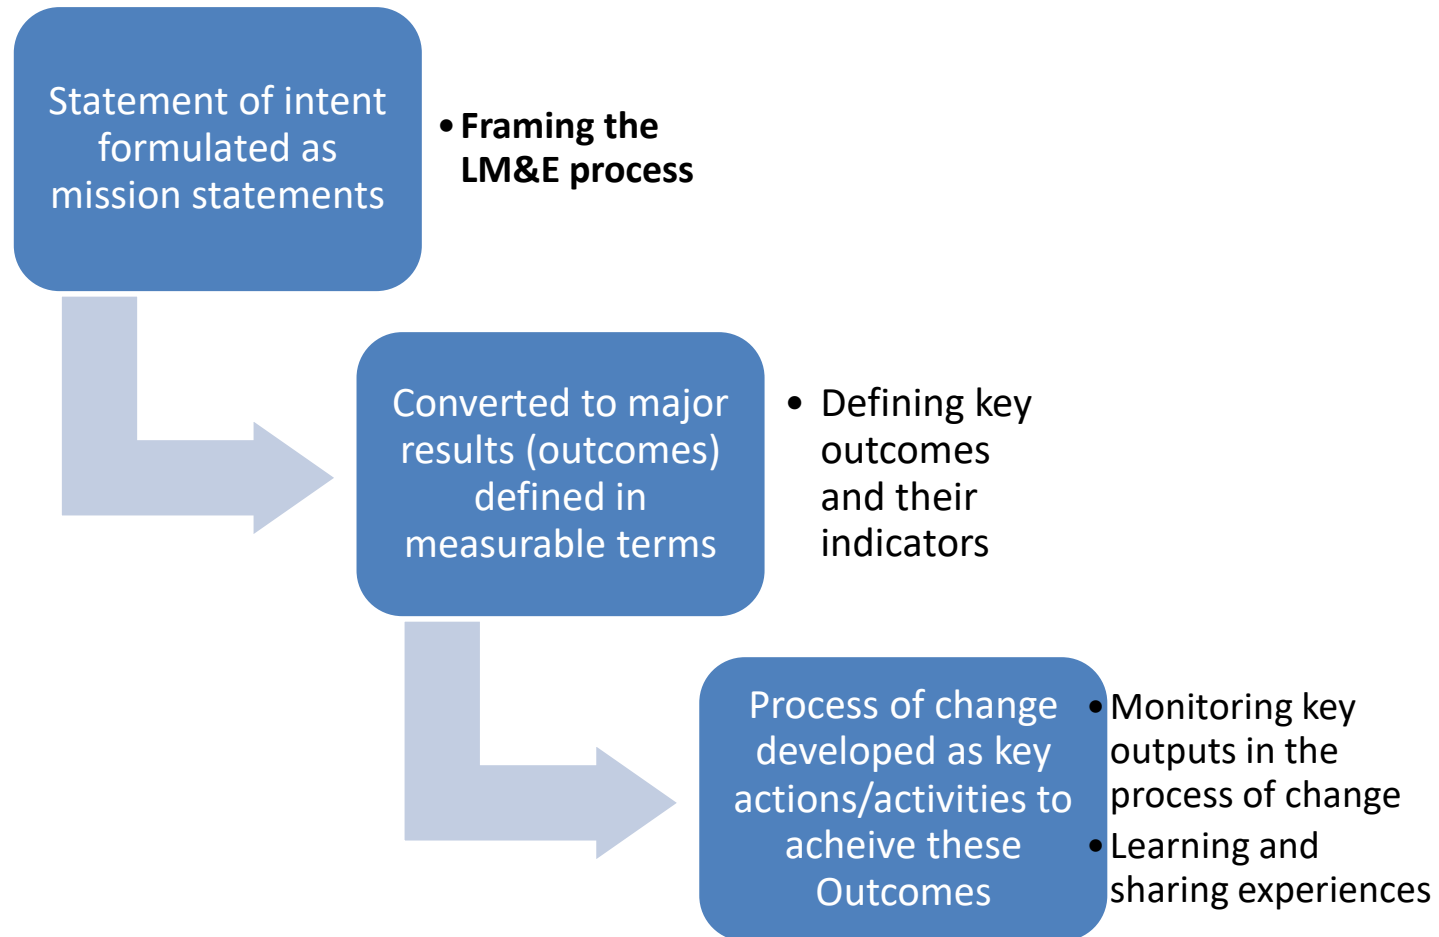 Statement of intent
formulated as
mission statements
•Framing the
LM&E process
Converted to major
results (outcomes)
defined in
measurable terms
• Defining key
outcomes
and their
indicators
Process of change
developed as key
actions/activities to
acheive these
Outcomes
•Monitoring key
outputs in the
process of change
•Learning and
sharing experiences